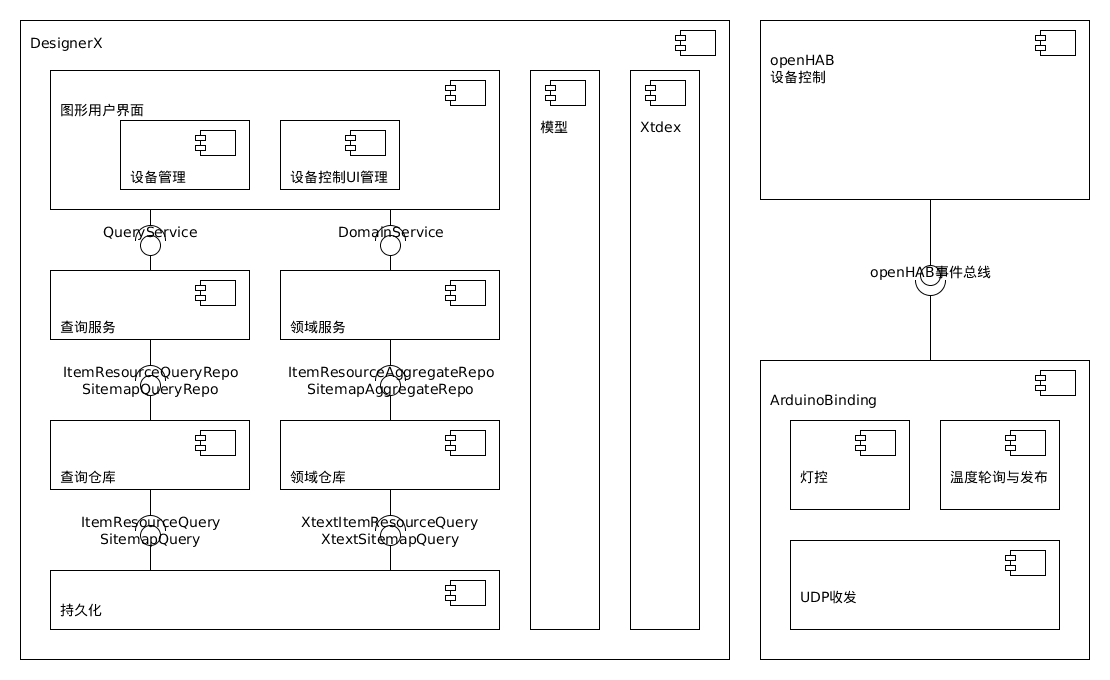 DesignerX
图形用户界面
设备管理
设备控制UI管理
QueryService
DomainService
查询服务
领域服务
ItemResourceQueryRepo
SitemapQueryRepo
ItemResourceAggregateRepo
SitemapAggregateRepo
查询仓库
领域仓库
ItemResourceQuery
SitemapQuery
XtextItemResourceQuery
XtextSitemapQuery
持久化
模型
Xtdex
openHAB
设备控制
openHAB事件总线
ArduinoBinding
灯控
温度轮询与发布
UDP收发